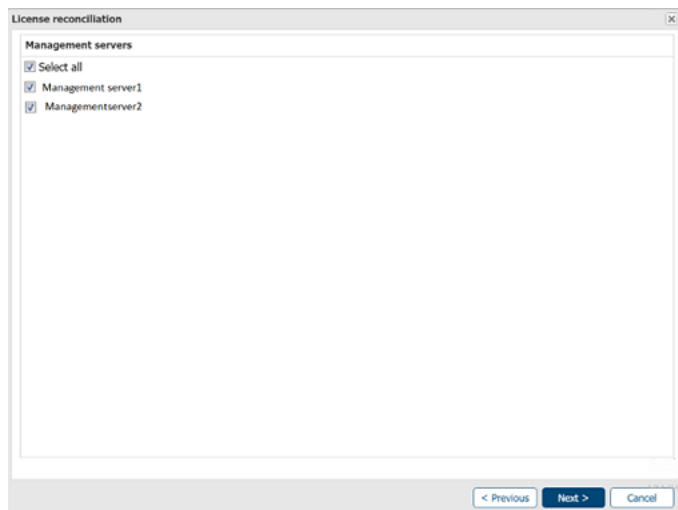 License reconciliation
Management servers
Select all
Management server1
Managementserver2
< Previous Next > Cancel